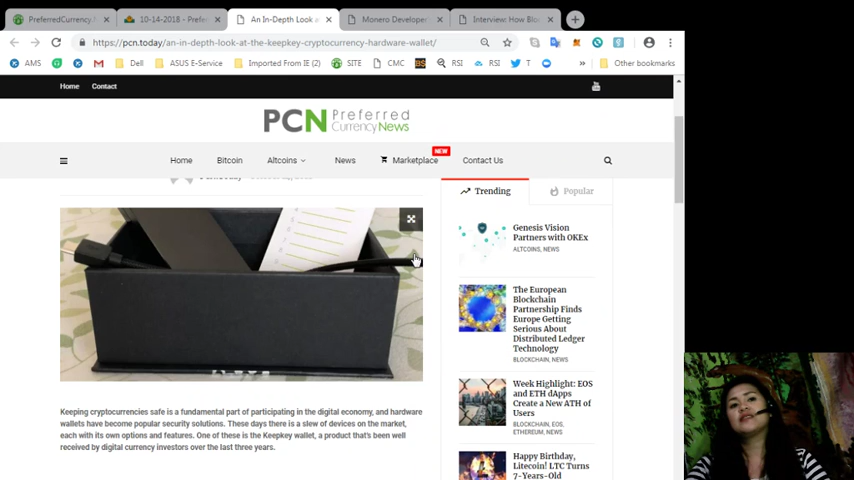 PreferredCurrency
10-14-2018 - Prefer
An In-Depth Look
Monero Developer
Interview: How Blo
https://pcn.today/an-in-depth-look-at-the-keepkey-cryptocurrency-hardware-wallet/
AMS
Dell
ASUS E-Service
Imported From IE (2)
SITE
CMC
RSI
RSI
T
Other bookmarks
Home Contact
PCN Preferred
Currency News
NEW
Home Bitcoin Altcoins News Marketplace Contact Us
Trending Popular
Genesis Vision
Partners with OKEx
ALTCOINS, NEWS
The European
Blockchain
Partnership Finds
Europe Getting
Serious About
Distributed Ledger
Technology
BLOCKCHAIN, NEWS
Week Highlight: EOS
and ETH dApps
Create a New ATH of
Users
BLOCKCHAIN, EOS,
ETHEREUM, NEWS
Happy Birthday,
Litecoin! LTC Turns
7-Years-Old
Keeping cryptocurrencies safe is a fundamental part of participating in the digital economy, and hardware
wallets have become popular security solutions. These days there is a slew of devices on the market,
each with its own options and features. One of these is the Keepkey wallet, a product that's been well
received by digital currency investors over the last three years.